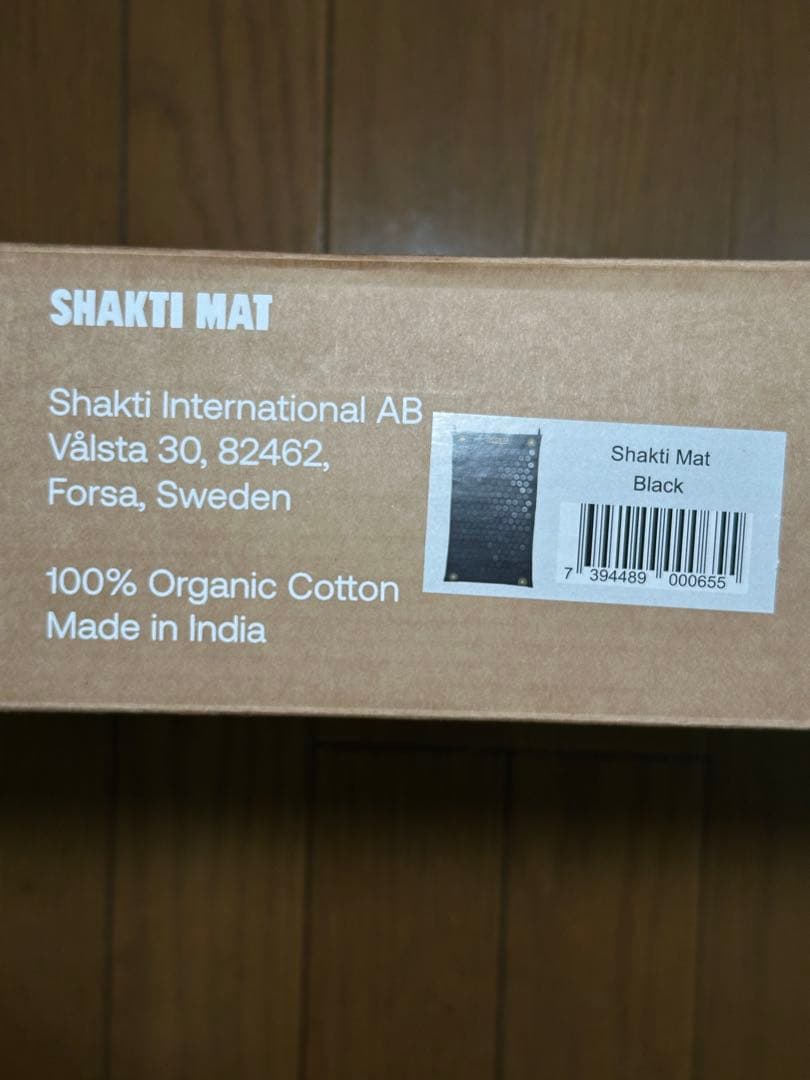 SHAKTI MAT
Shakti International AB
Vålsta 30, 82462,
Forsa, Sweden
100% Organic Cotton
Made in India
Shakti Mat
Black
7 394489 000655